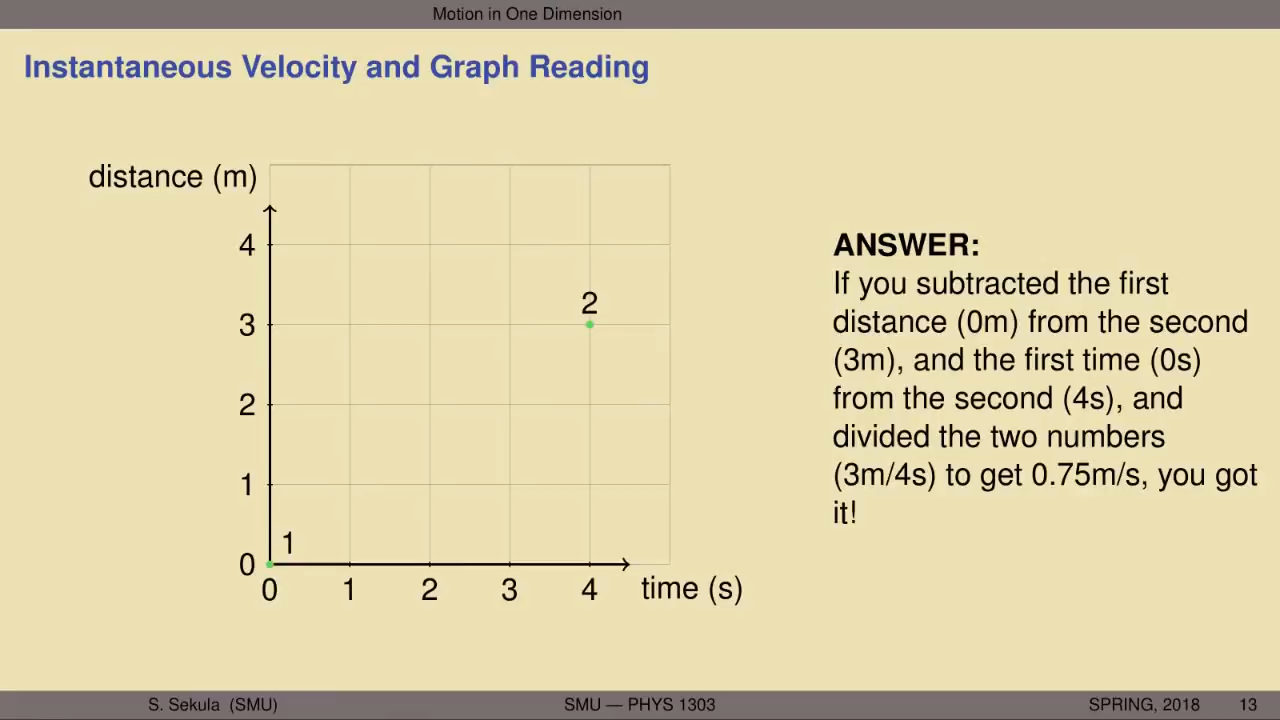 Motion in One Dimension
Instantaneous Velocity and Graph Reading
distance (m)
4
3
2
1
0
2
1
0 1 2 3 4
time (s)
ANSWER:
If you subtracted the first
distance (0m) from the second
(3m), and the first time (0s)
from the second (4s), and
divided the two numbers
(3m/4s) to get 0.75m/s, you got
it!
S. Sekula (SMU)
SMU — PHYS 1303
SPRING, 2018 13